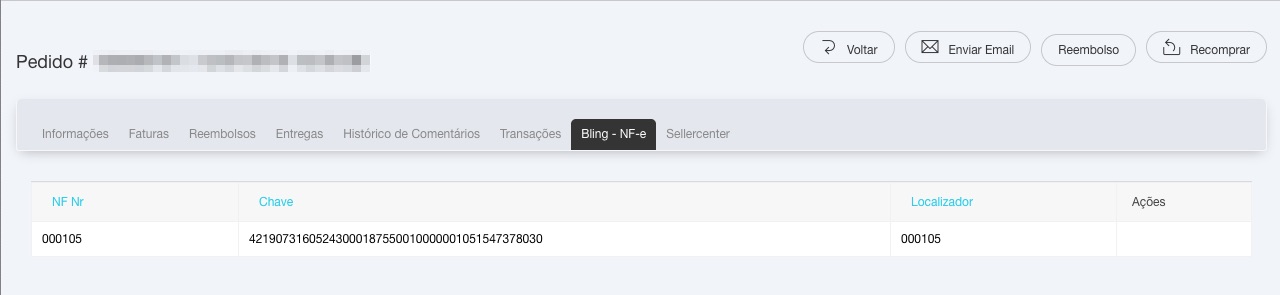 Pedido #
Voltar
Enviar Email
Reembolso
Recomprar
Informações Faturas Reembolsos Entregas Histórico de Comentários Transações Bling - NF-e Sellercenter
NF Nr Chave Localizador Ações
000105 42190731605243000187550010000001051547378030 000105